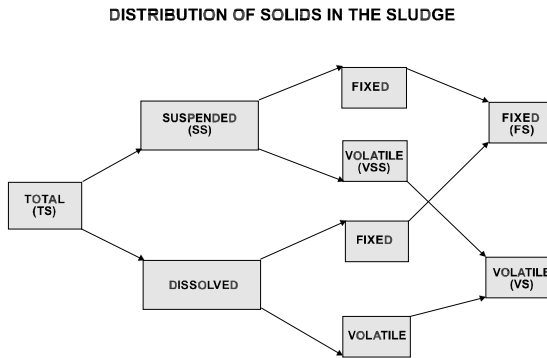 DISTRIBUTION OF SOLIDS IN THE SLUDGE
FIXED
SUSPENDED
(SS)
FIXED
(FS)
VOLATILE
(VSS)
TOTAL
(TS)
FIXED
DISSOLVED
VOLATILE
(VS)
VOLATILE